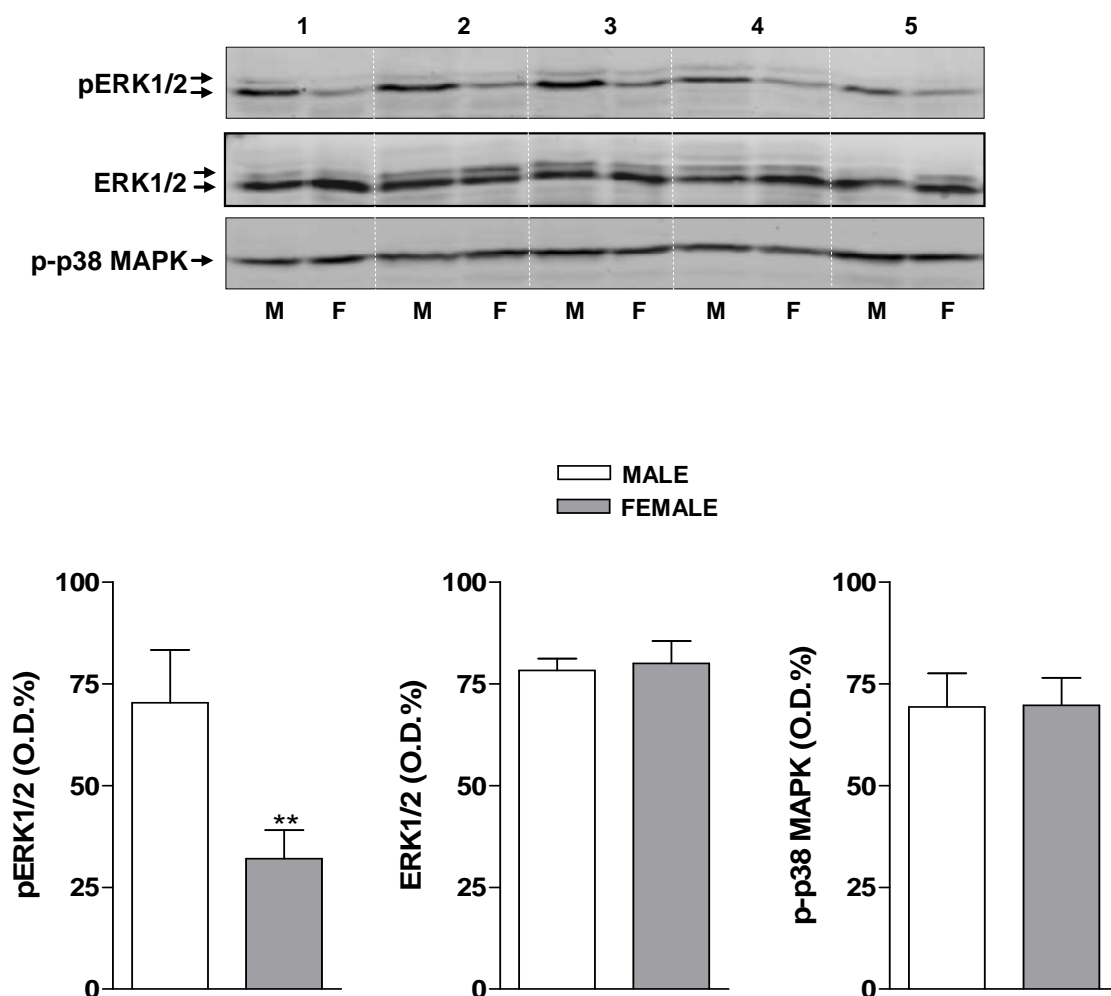 1 2 3 4 5
pERK1/2
ERK1/2
p-p38 MAPK
M F M F M F M F M F
MALE
FEMALE
pERK1/2 (O.D.%)
100
75
50
25
0
**
ERK1/2 (O.D.%)
100
75
50
25
0
p-p38 MAPK (O.D.%)
100
75
50
25
0